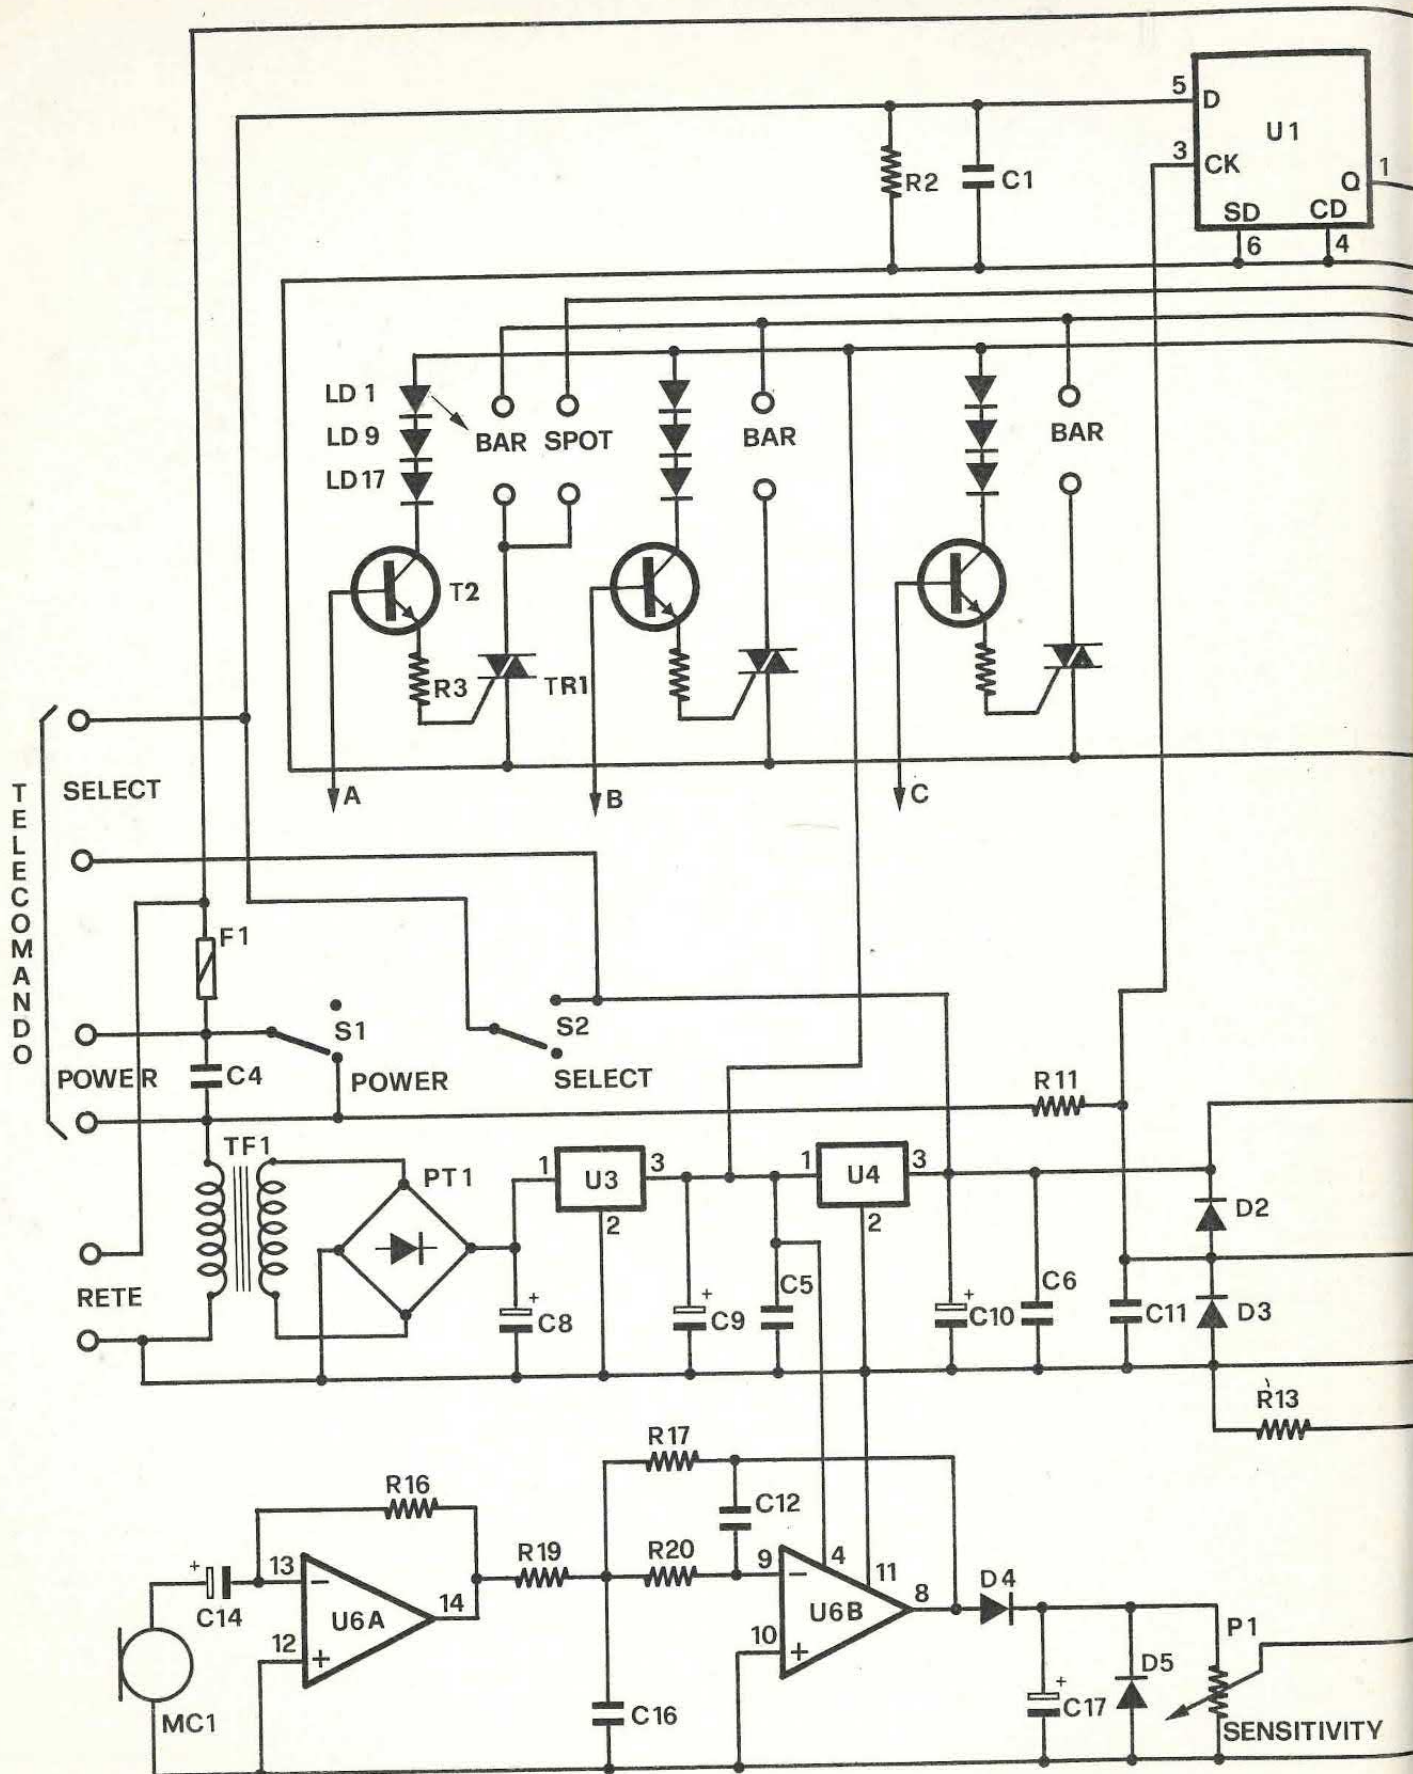 5
D
U1
3
CK
R2
C1
Q
1
SD
CD
6
4
LD 1
LD 9
BAR
SPOT
BAR
BAR
LD 17
T2
R3
TR1
SELECT
A
B
C
TELECOMANDO
F1
S1
S2
POWER
C4
POWER
SELECT
R11
TF1
PT1
1
U3
3
1
U4
3
2
2
D2
RETE
+
C8
+
C9
C5
+
C10
C6
C11
D3
R13
R17
R16
C12
+
C14
13
−
R19
R20
9
−
4
11
U6A
14
U6B
8
D4
12
+
10
+
P1
D5
MC1
C16
+
C17
SENSITIVITY